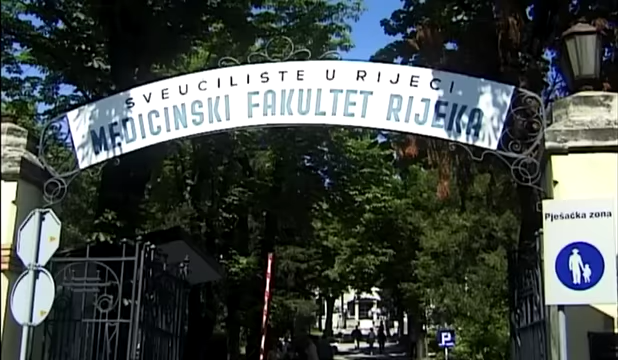 SVEUCILISTE U RIJECI
MEDICINSKI FAKULTET RIJEKA
Pješačka zona
P